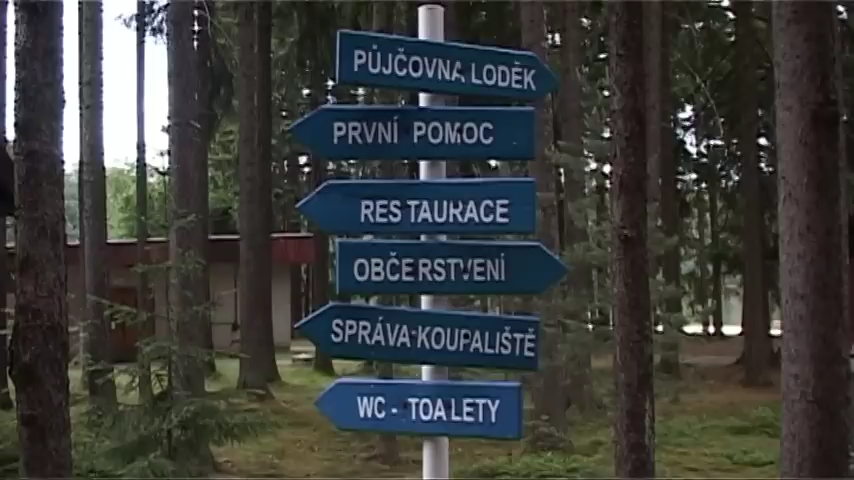 PŮJČOVNA LODĚK
PRVNÍ POMOC
RESTAURACE
OBČERSTVENÍ
SPRÁVA KOUPALIŠTĚ
WC - TOALETY